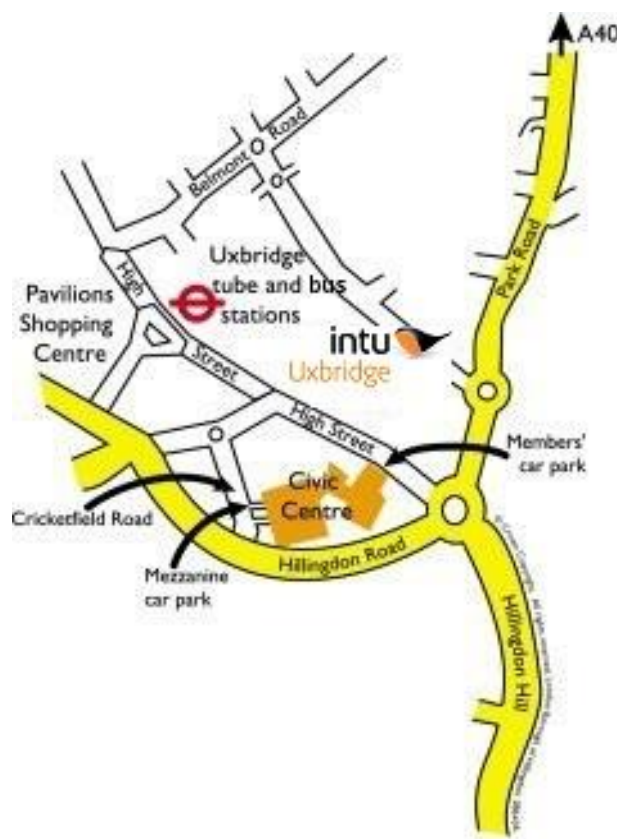 A40
Belmont Road
Park Road
High
Uxbridge
tube and bus
stations
Pavilions
Shopping
Centre
intu
Uxbridge
Street
High Street
Members'
car park
Civic
Centre
Cricketfield Road
Mezzanine
car park
Hillingdon Road
Hillingdon Hill